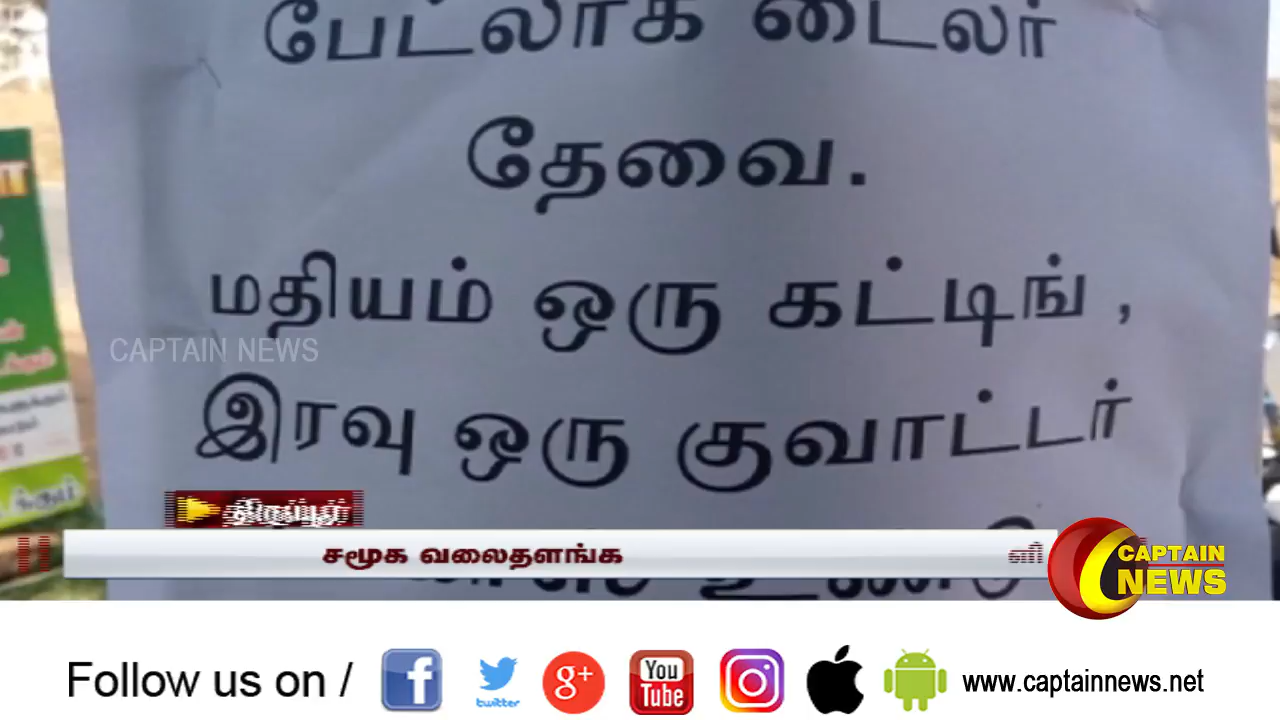 பேட்லாக் டைலர்
தேவை.
மதியம் ஒரு கட்டிங் ,
இரவு ஒரு குவாட்டர்
CAPTAIN NEWS
திருப்பூர்
சமூக வலைதளங்க
ளி
CAPTAIN
NEWS
Follow us on /
f
twitter
g+
You
Tube
www.captainnews.net